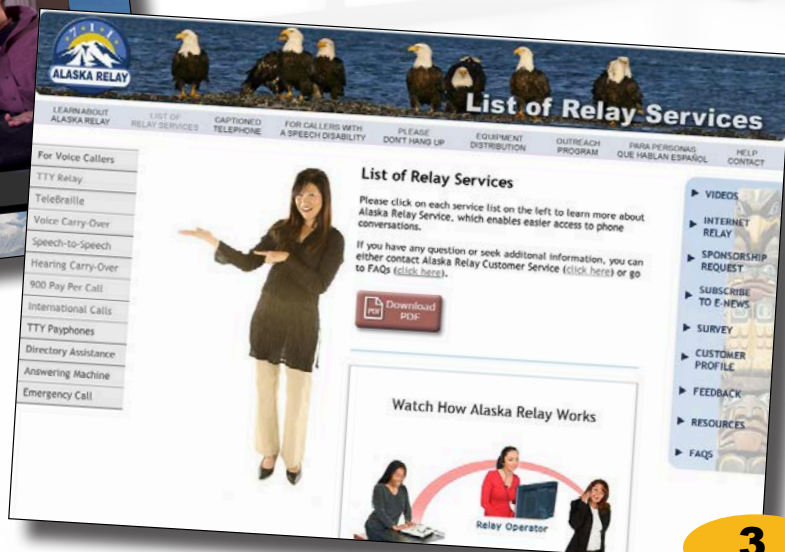 7·1·1
ALASKA RELAY
List of Relay Services
LEARN ABOUT
ALASKA RELAY
LIST OF
RELAY SERVICES
CAPTIONED
TELEPHONE
FOR CALLERS WITH
A SPEECH DISABILITY
PLEASE
DON'T HANG UP
EQUIPMENT
DISTRIBUTION
OUTREACH
PROGRAM
PARA PERSONAS
QUE HABLAN ESPAÑOL
HELP
CONTACT
For Voice Callers
TTY Relay
TeleBraille
Voice Carry-Over
Speech-to-Speech
Hearing Carry-Over
900 Pay Per Call
International Calls
TTY Payphones
Directory Assistance
Answering Machine
Emergency Call
List of Relay Services
Please click on each service list on the left to learn more about
Alaska Relay Service, which enables easier access to phone
conversations.
If you have any question or seek additonal information, you can
either contact Alaska Relay Customer Service (click here) or go
to FAQs (click here).
PDF
Download
PDF
Watch How Alaska Relay Works
Relay Operator
VIDEOS
INTERNET
RELAY
SPONSORSHIP
REQUEST
SUBSCRIBE
TO E-NEWS
SURVEY
CUSTOMER
PROFILE
FEEDBACK
RESOURCES
FAQS
3